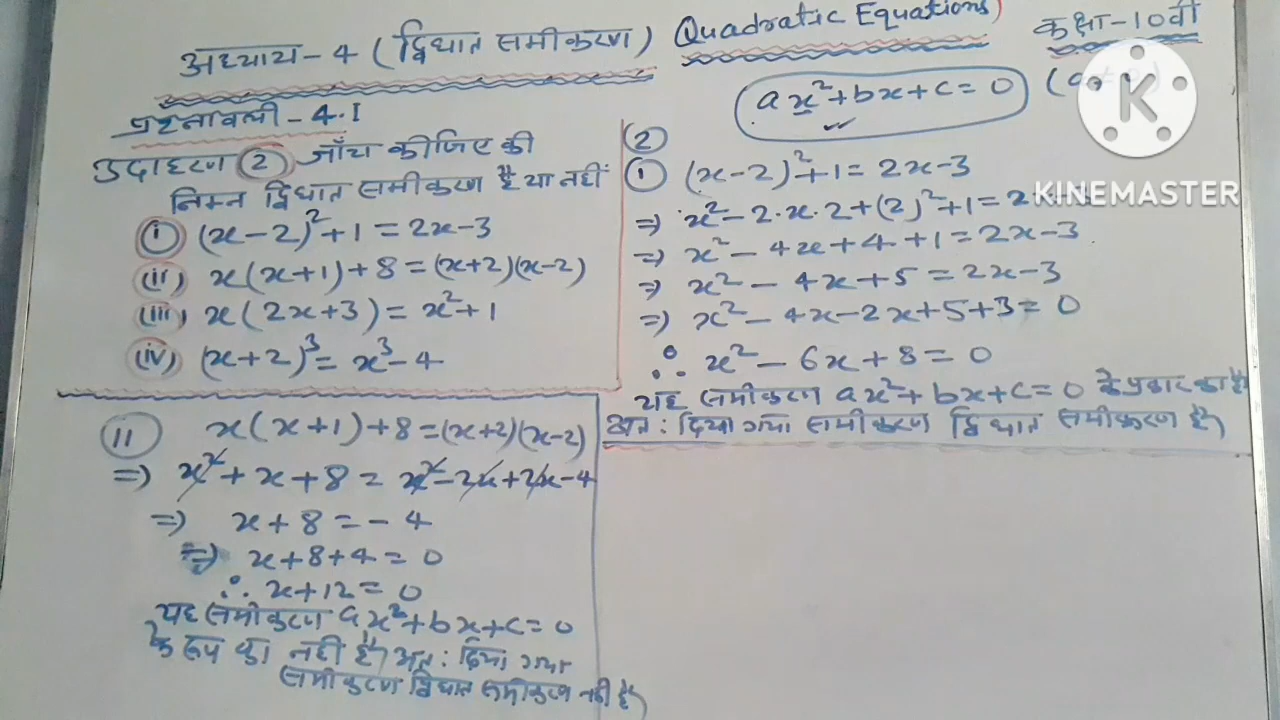 अध्याय-4 (द्विघात समीकरण) Quadratic Equations) कक्षा-10वी
ax²+bx+c=0
प्रश्नावली-4.1
उदाहरण (2) जाँच कीजिए की
निम्न द्विघात समीकरण है या नहीं
(i) (x-2)²+1=2x-3
(ii) x(x+1)+8=(x+2)(x-2)
(iii) x(2x+3)=x²+1
(iv) (x+2)³=x³-4
(2)
(1) (x-2)²+1=2x-3
⇒ x²-2.x.2+(2)²+1=2
⇒ x²-4x+4+1=2x-3
⇒ x²-4x+5=2x-3
⇒ x²-4x-2x+5+3=0
∴ x²-6x+8=0
यह समीकरण ax²+bx+c=0 के प्रकार का है
अत: दिया गया समीकरण द्विघात समीकरण है।
(11) x(x+1)+8=(x+2)(x-2)
⇒ x²+x+8=x²-2x+2x-4
⇒ x+8=-4
⇒ x+8+4=0
∴ x+12=0
यह समीकरण ax²+bx+c=0
के रूप का नहीं है। अत: दिया गया
समीकरण द्विघात समीकरण नहीं है।
K
KINEMASTER